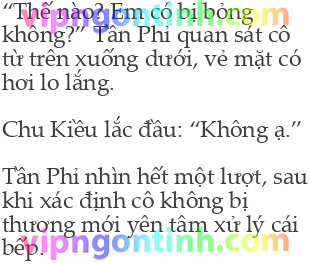 “Thế nào? Em có bị bỏng
không?” Tần Phỉ quan sát cô
từ trên xuống dưới, vẻ mặt có
hơi lo lắng.
Chu Kiều lắc đầu: “Không ạ.”
Tần Phỉ nhìn hết một lượt, sau
khi xác định cô không bị
thương mới yên tâm xử lý cái
bếp.
vipngontinh.com
vipngontinh.com